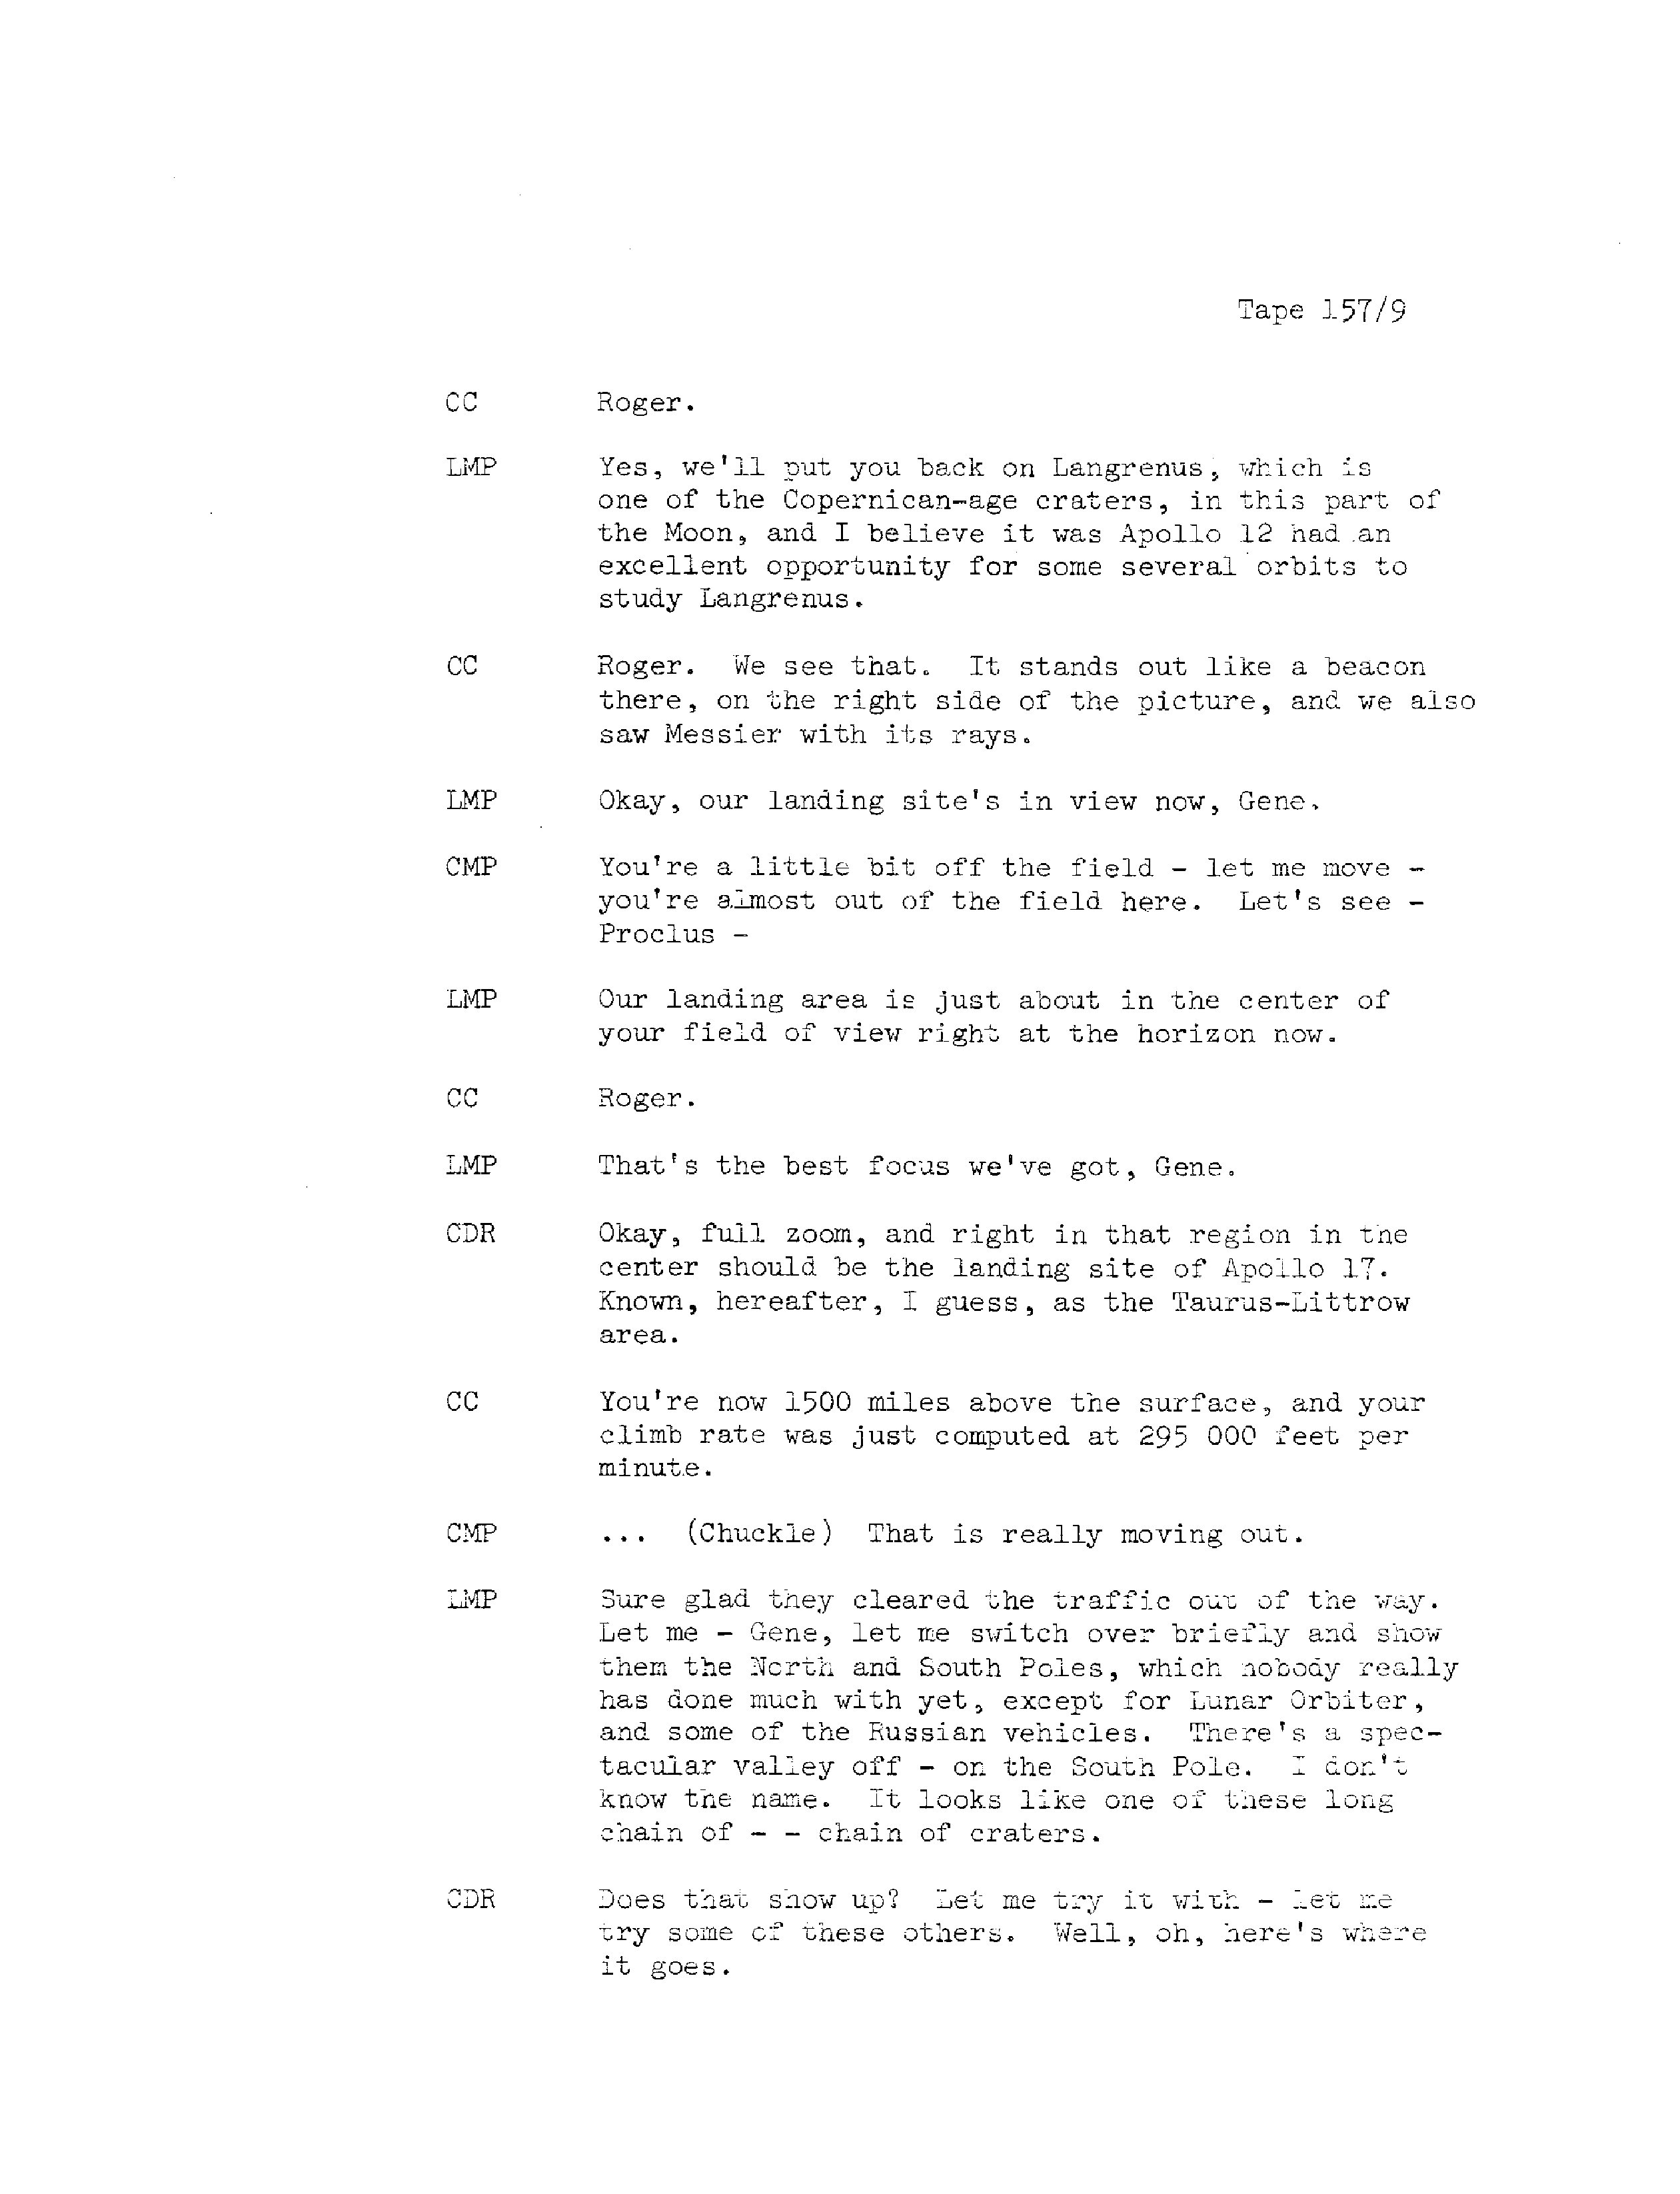 Tape 157/9
CC Roger.
LMP Yes, we'll put you back on Langrenus, which is
one of the Copernican-age craters, in this part of
the Moon, and I believe it was Apollo 12 had an
excellent opportunity for some several orbits to
study Langrenus.
CC Roger. We see that. It stands out like a beacon
there, on the right side of the picture, and we also
saw Messier with its rays.
LMP Okay, our landing site's in view now, Gene.
CMP You're a little bit off the field - let me move -
you're almost out of the field here. Let's see -
Proclus -
LMP Our landing area is just about in the center of
your field of view right at the horizon now.
CC Roger.
LMP That's the best focus we've got, Gene.
CDR Okay, full zoom, and right in that region in the
center should be the landing site of Apollo 17.
Known, hereafter, I guess, as the Taurus-Littrow
area.
CC You're now 1500 miles above the surface, and your
climb rate was just computed at 295 000 feet per
minute.
CMP ... (Chuckle) That is really moving out.
LMP Sure glad they cleared the traffic out of the way.
Let me - Gene, let me switch over briefly and show
them the North and South Poles, which nobody really
has done much with yet, except for Lunar Orbiter,
and some of the Russian vehicles. There's a spec-
tacular valley off - on the South Pole. I don't
know the name. It looks like one of these long
chain of - - chain of craters.
CDR Does that show up? Let me try it with - let me
try some of these others. Well, oh, here's where
it goes.